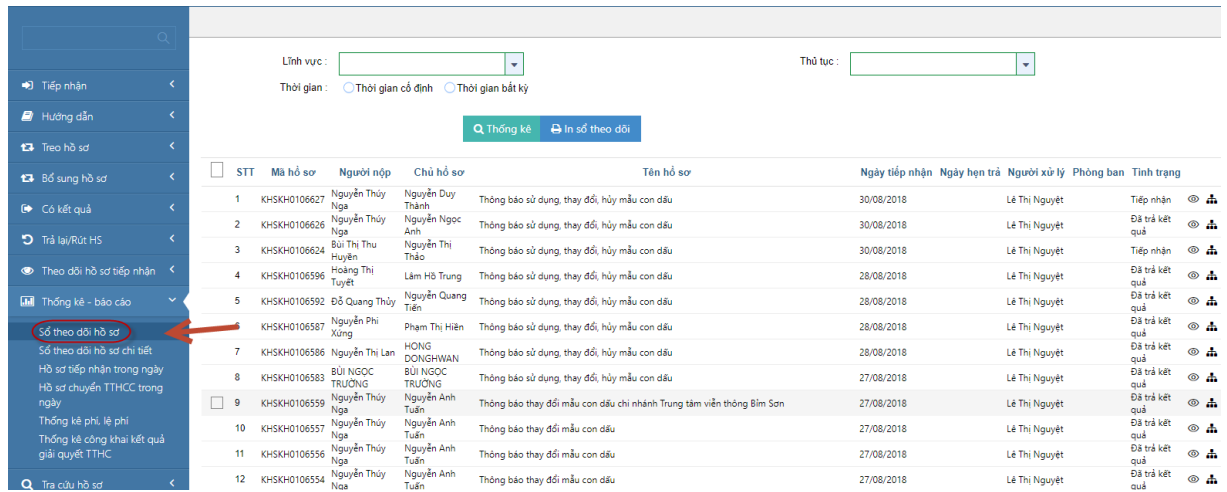 Lĩnh vực :
Thủ tục :
Thời gian :
Thời gian cố định
Thời gian bất kỳ
Thống kê
In sổ theo dõi
Tiếp nhận
Hướng dẫn
Treo hồ sơ
Bổ sung hồ sơ
Có kết quả
Trả lại/Rút HS
Theo dõi hồ sơ tiếp nhận
Thống kê - báo cáo
Sổ theo dõi hồ sơ
Sổ theo dõi hồ sơ chi tiết
Hồ sơ tiếp nhận trong ngày
Hồ sơ chuyển TTHCC trong
ngày
Thống kê phí, lệ phí
Thống kê công khai kết quả
giải quyết TTHC
Tra cứu hồ sơ
STT Mã hồ sơ Người nộp Chủ hồ sơ Tên hồ sơ Ngày tiếp nhận Ngày hẹn trả Người xử lý Phòng ban Tình trạng
1 KHSKH0106627 Nguyễn Thúy Nga Nguyễn Duy Thành Thông báo sử dụng, thay đổi, hủy mẫu con dấu 30/08/2018 Lê Thị Nguyệt Tiếp nhận
2 KHSKH0106626 Nguyễn Thúy Nga Nguyễn Ngọc Anh Thông báo sử dụng, thay đổi, hủy mẫu con dấu 30/08/2018 Lê Thị Nguyệt Đã trả kết quả
3 KHSKH0106624 Bùi Thị Thu Huyền Nguyễn Thị Thảo Thông báo sử dụng, thay đổi, hủy mẫu con dấu 30/08/2018 Lê Thị Nguyệt Tiếp nhận
4 KHSKH0106596 Hoàng Thị Tuyết Lâm Hồ Trung Thông báo sử dụng, thay đổi, hủy mẫu con dấu 28/08/2018 Lê Thị Nguyệt Đã trả kết quả
5 KHSKH0106592 Đỗ Quang Thủy Nguyễn Quang Tiến Thông báo sử dụng, thay đổi, hủy mẫu con dấu 28/08/2018 Lê Thị Nguyệt Đã trả kết quả
6 KHSKH0106587 Nguyễn Phi Xứng Phạm Thị Hiên Thông báo sử dụng, thay đổi, hủy mẫu con dấu 28/08/2018 Lê Thị Nguyệt Đã trả kết quả
7 KHSKH0106586 Nguyễn Thị Lan HONG DONGHWAN Thông báo sử dụng, thay đổi, hủy mẫu con dấu 28/08/2018 Lê Thị Nguyệt Đã trả kết quả
8 KHSKH0106583 BÙI NGỌC TRƯỜNG BÙI NGỌC TRƯỜNG Thông báo sử dụng, thay đổi, hủy mẫu con dấu 27/08/2018 Lê Thị Nguyệt Đã trả kết quả
9 KHSKH0106559 Nguyễn Thúy Nga Nguyễn Anh Tuấn Thông báo thay đổi mẫu con dấu chi nhánh Trung tâm viễn thông Bỉm Sơn 27/08/2018 Lê Thị Nguyệt Đã trả kết quả
10 KHSKH0106557 Nguyễn Thúy Nga Nguyễn Anh Tuấn Thông báo thay đổi mẫu con dấu 27/08/2018 Lê Thị Nguyệt Đã trả kết quả
11 KHSKH0106556 Nguyễn Thúy Nga Nguyễn Anh Tuấn Thông báo thay đổi mẫu con dấu 27/08/2018 Lê Thị Nguyệt Đã trả kết quả
12 KHSKH0106554 Nguyễn Thúy Nga Nguyễn Anh Tuấn Thông báo thay đổi mẫu con dấu 27/08/2018 Lê Thị Nguyệt Đã trả kết quả